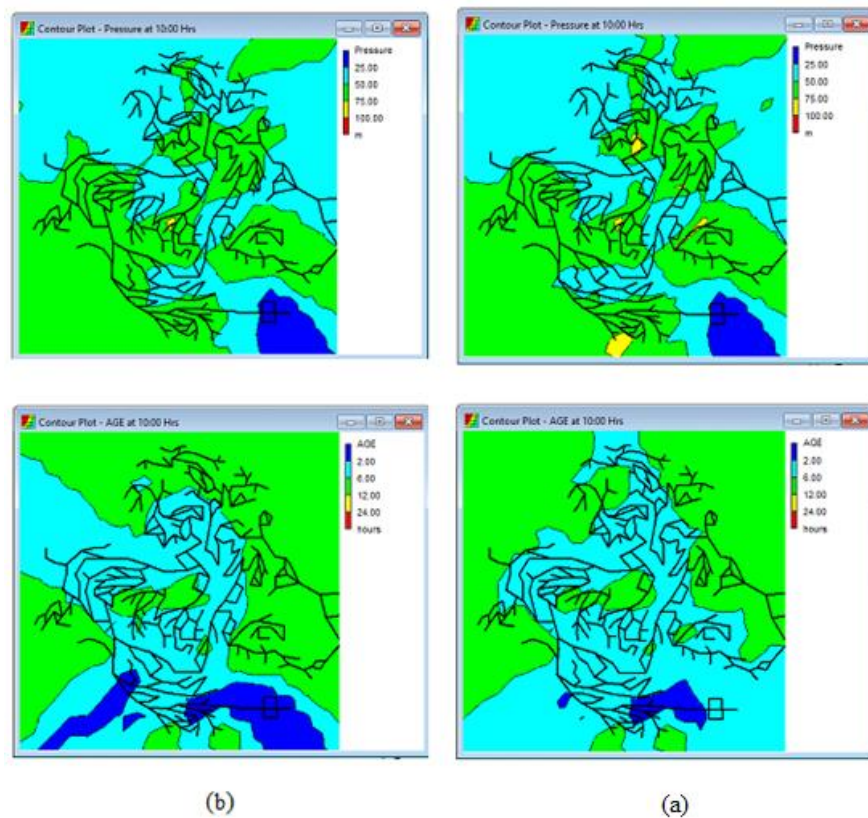 Contour Plot - Pressure at 10:00 Hrs
Pressure
25.00
50.00
75.00
100.00
m
Contour Plot - Pressure at 10:00 Hrs
Pressure
25.00
50.00
75.00
100.00
m
Contour Plot - AGE at 10:00 Hrs
AGE
2.00
6.00
12.00
24.00
hours
Contour Plot - AGE at 10:00 Hrs
AGE
2.00
6.00
12.00
24.00
hours
(b)
(a)